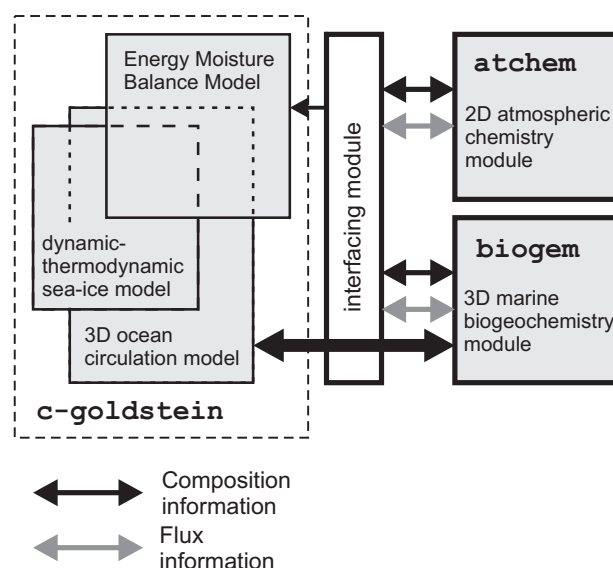 Energy Moisture
Balance Model
dynamic-
thermodynamic
sea-ice model
3D ocean
circulation model
c-goldstein
interfacing module
atchem
2D atmospheric
chemistry
module
biogem
3D marine
biogeochemistry
module
Composition
information
Flux
information